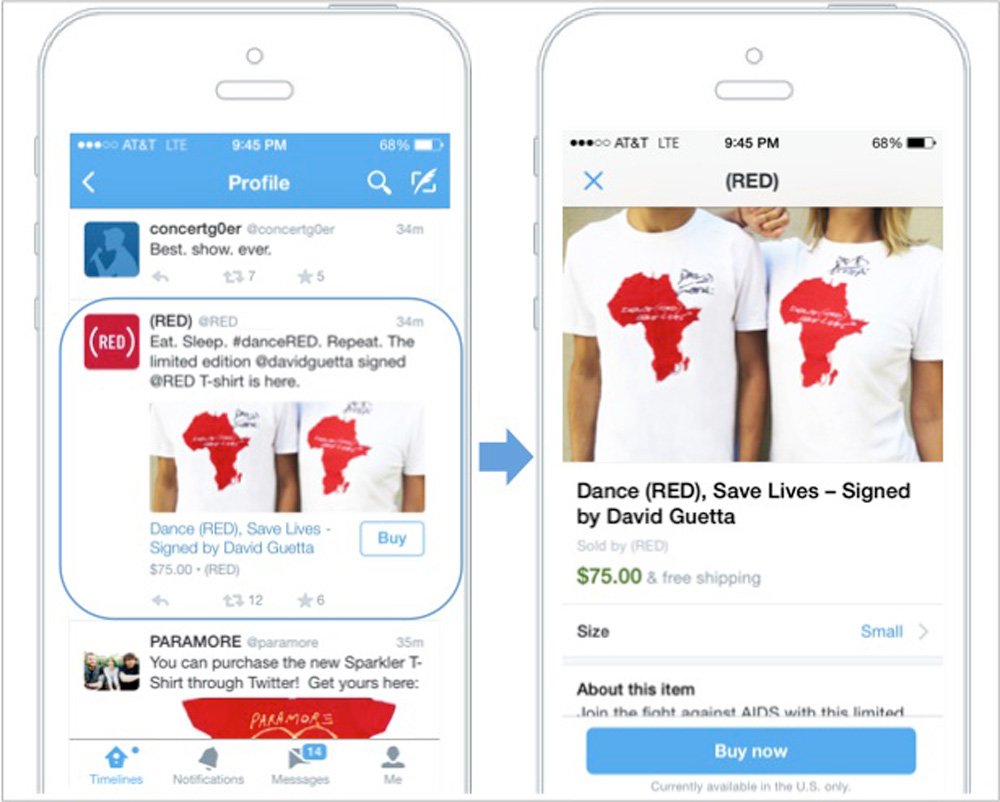 AT&T LTE 9:45 PM 68%
Profile
concertg0er @concertg0er 34m
Best. show. ever.
7 5
(RED) @RED 34m
(RED)
Eat. Sleep. #danceRED. Repeat. The
limited edition @davidguetta signed
@RED T-shirt is here.
Dance (RED), Save Lives -
Signed by David Guetta
Buy
$75.00 • (RED)
12 6
PARAMORE @paramore 35m
You can purchase the new Sparkler T-
Shirt through Twitter! Get yours here:
PARAMORE
14
Timelines Notifications Messages Me
AT&T LTE 9:45 PM 68%
(RED)
DANCE (RED)
SAVE LIVES
Dance (RED), Save Lives – Signed
by David Guetta
Sold by (RED)
$75.00 & free shipping
Size Small
About this item
Join the fight against AIDS with this limited
Buy now
Currently available in the U.S. only.